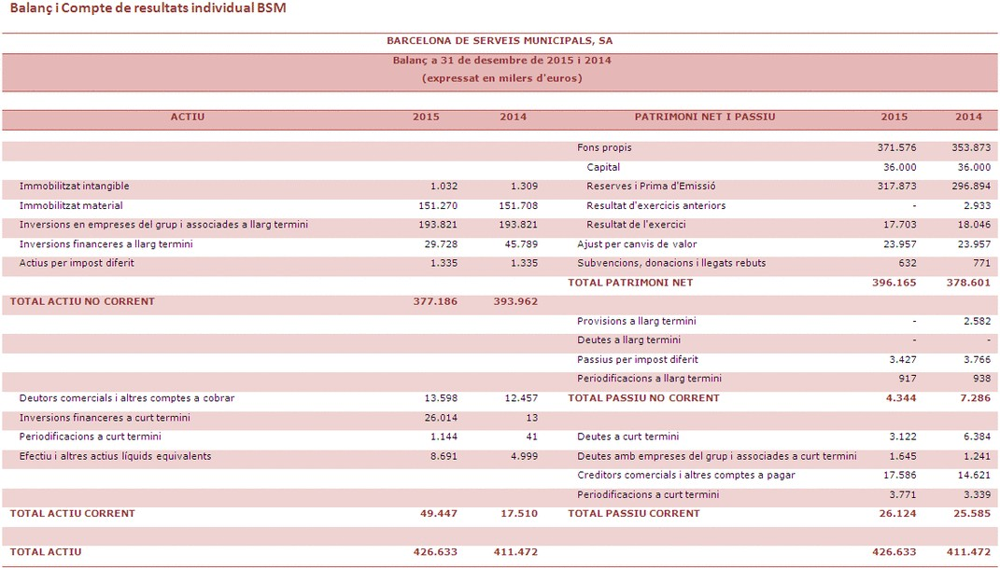 Balanç i Compte de resultats individual BSM
BARCELONA DE SERVEIS MUNICIPALS, SA
Balanç a 31 de desembre de 2015 i 2014
(expressat en milers d'euros)
ACTIU 2015 2014 PATRIMONI NET I PASSIU 2015 2014
Fons propis 371.576 353.873
Capital 36.000 36.000
Immobilitzat intangible 1.032 1.309 Reserves i Prima d'Emissió 317.873 296.894
Immobilitzat material 151.270 151.708 Resultat d'exercicis anteriors - 2.933
Inversions en empreses del grup i associades a llarg termini 193.821 193.821 Resultat de l'exercici 17.703 18.046
Inversions financeres a llarg termini 29.728 45.789 Ajust per canvis de valor 23.957 23.957
Actius per impost diferit 1.335 1.335 Subvencions, donacions i llegats rebuts 632 771
TOTAL PATRIMONI NET 396.165 378.601
TOTAL ACTIU NO CORRENT 377.186 393.962
Provisions a llarg termini - 2.582
Deutes a llarg termini - -
Passius per impost diferit 3.427 3.766
Periodificacions a llarg termini 917 938
Deutors comercials i altres comptes a cobrar 13.598 12.457 TOTAL PASSIU NO CORRENT 4.344 7.286
Inversions financeres a curt termini 26.014 13
Periodificacions a curt termini 1.144 41 Deutes a curt termini 3.122 6.384
Efectiu i altres actius líquids equivalents 8.691 4.999 Deutes amb empreses del grup i associades a curt termini 1.645 1.241
Creditors comercials i altres comptes a pagar 17.586 14.621
Periodificacions a curt termini 3.771 3.339
TOTAL ACTIU CORRENT 49.447 17.510 TOTAL PASSIU CORRENT 26.124 25.585
TOTAL ACTIU 426.633 411.472 426.633 411.472